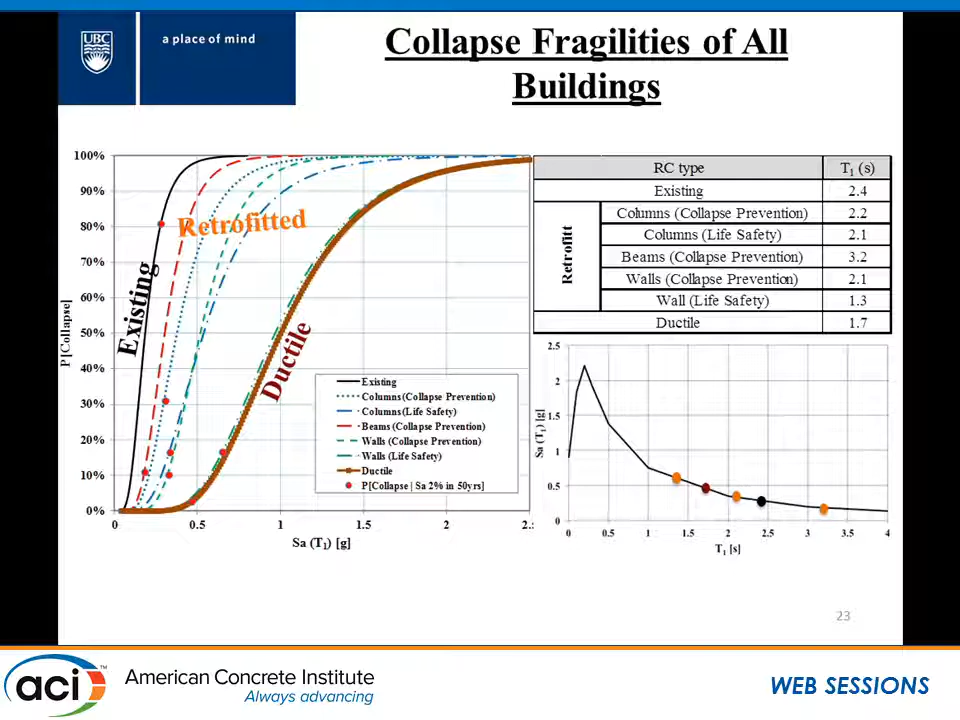 UBC
a place of mind
Collapse Fragilities of All
Buildings
100%
90%
80%
70%
60%
50%
40%
30%
20%
10%
0%
P [Collapse]
0 0.5 1 1.5 2 2.5
Sa (T1) [g]
Existing
Retrofitted
Ductile
Existing
Columns (Collapse Prevention)
Columns (Life Safety)
Beams (Collapse Prevention)
Walls (Collapse Prevention)
Walls (Life Safety)
Ductile
P[Collapse | Sa 2% in 50yrs]
RC type T1 (s)
Existing 2.4
Retrofitt
Columns (Collapse Prevention) 2.2
Columns (Life Safety) 2.1
Beams (Collapse Prevention) 3.2
Walls (Collapse Prevention) 2.1
Wall (Life Safety) 1.3
Ductile 1.7
2.5
2
1.5
1
0.5
0
Sa (T1) [g]
0 0.5 1 1.5 2 2.5 3 3.5 4
T1 [s]
23
aci™
American Concrete Institute
Always advancing
WEB SESSIONS